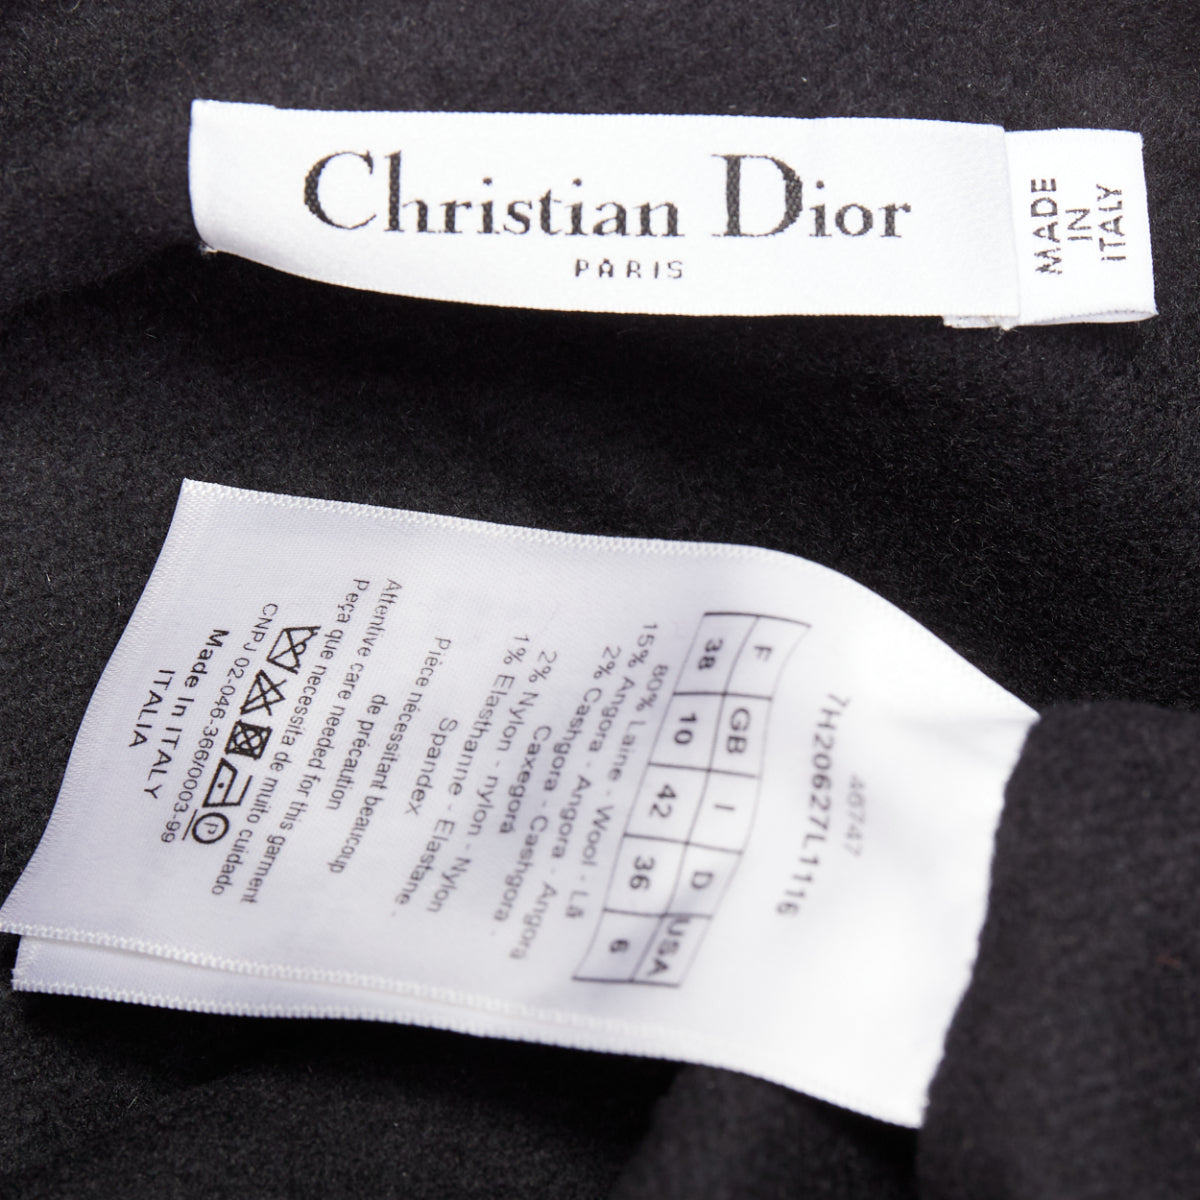 Christian Dior
PARIS
MADE
IN
ITALY
46747
7H20627L1116
F GB I D USA
38 10 42 36 6
80% Laine - Wool - Lã
15% Angora - Angora
2% Cashgora - Cashgora -
Caxegora
2% Nylon - nylon - Nylon
1% Elasthanne - Elastane -
Spandex
Pièce nécessitant beaucoup
de précaution
Attentive care needed for this garment
Peça que necessita de muito cuidado
P
CNPJ 02-046-366/0003-99
Made In ITALY
ITALIA